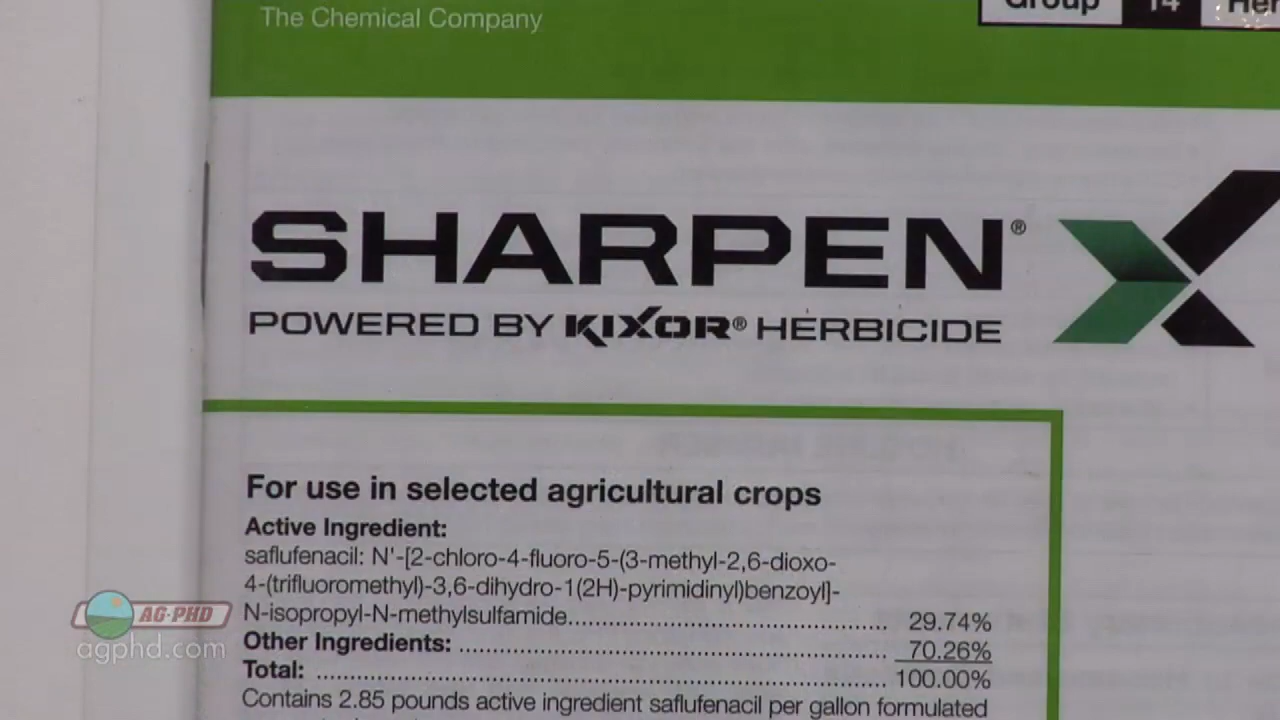 The Chemical Company
Group 14 Her
SHARPEN®
POWERED BY KIXOR® HERBICIDE
For use in selected agricultural crops
Active Ingredient:
saflufenacil: N'-[2-chloro-4-fluoro-5-(3-methyl-2,6-dioxo-
4-(trifluoromethyl)-3,6-dihydro-1(2H)-pyrimidinyl)benzoyl]-
N-isopropyl-N-methylsulfamide.......................................................... 29.74%
Other Ingredients: .......................................................................... 70.26%
Total: ................................................................................................ 100.00%
Contains 2.85 pounds active ingredient saflufenacil per gallon formulated
AG-PHD
agphd.com